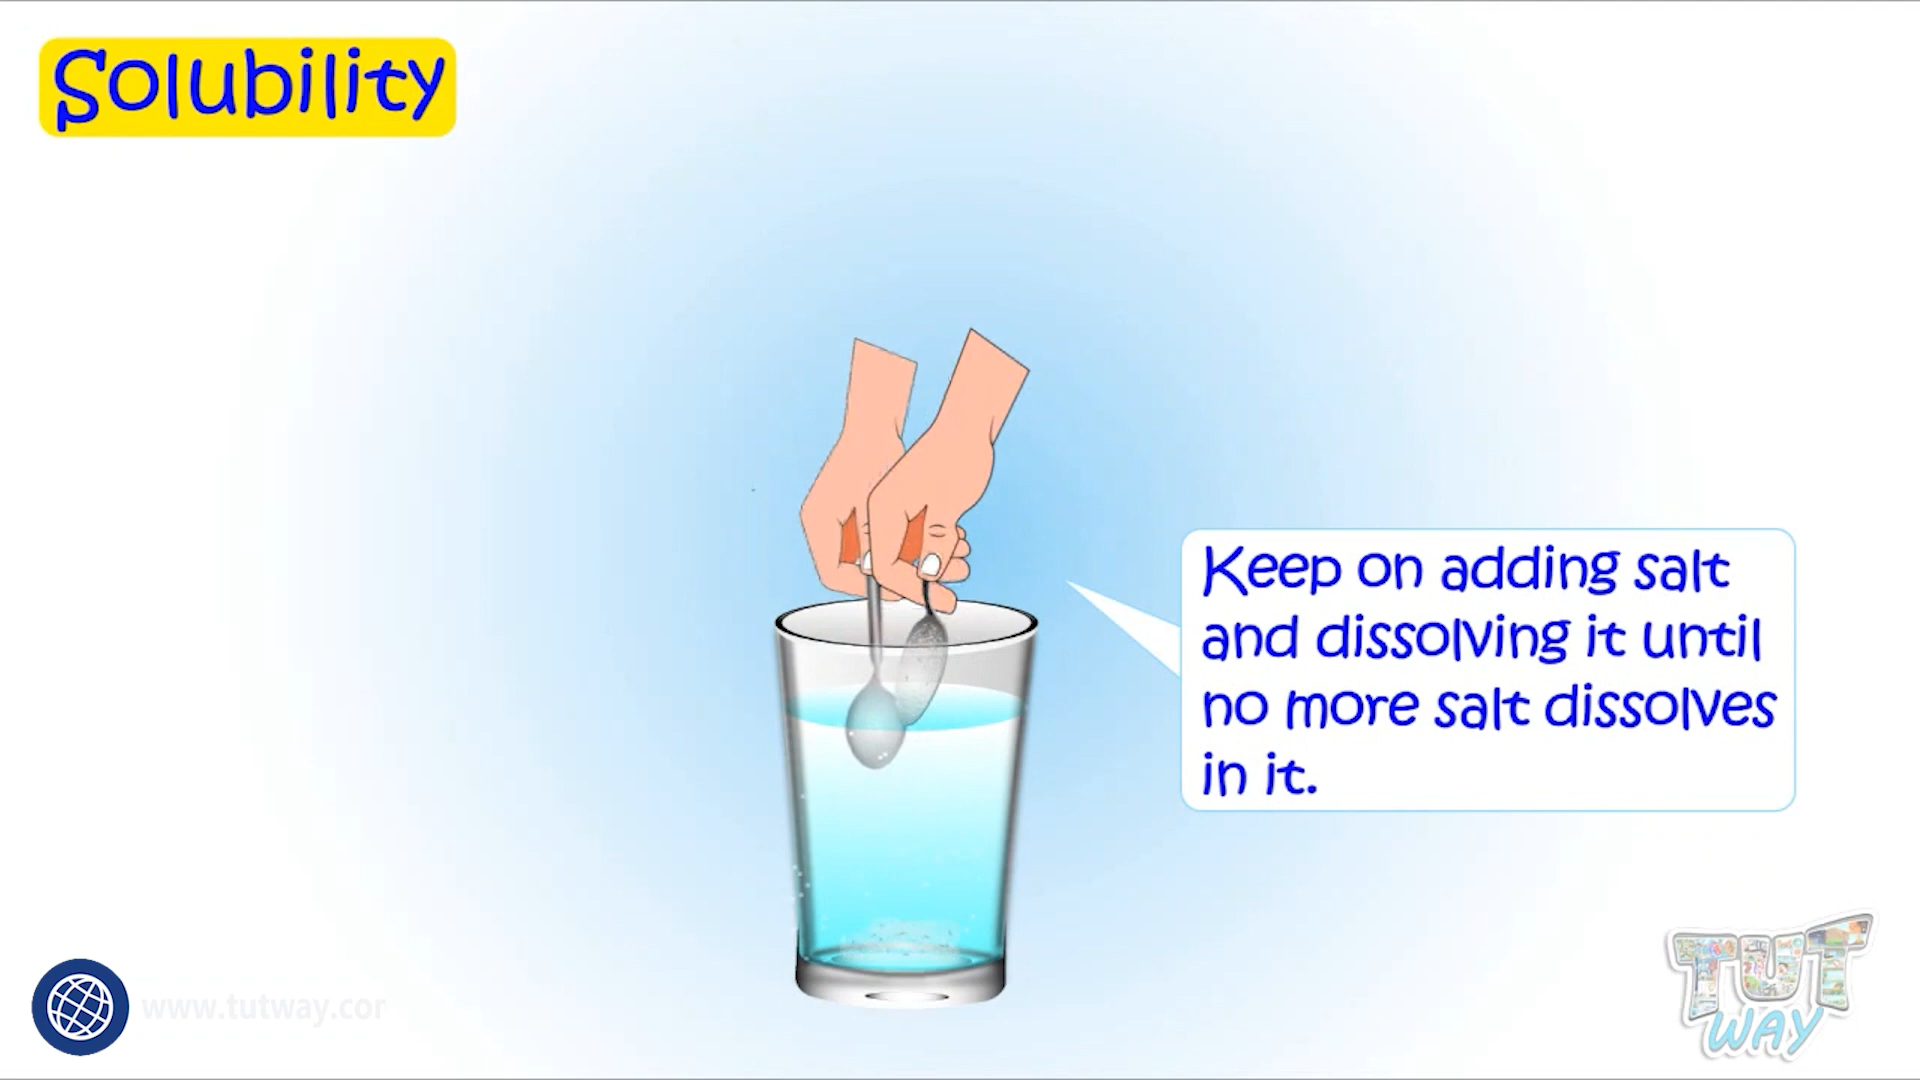 Solubility
Keep on adding salt
and dissolving it until
no more salt dissolves
in it.
www.tutway.cor
TUT
WAY